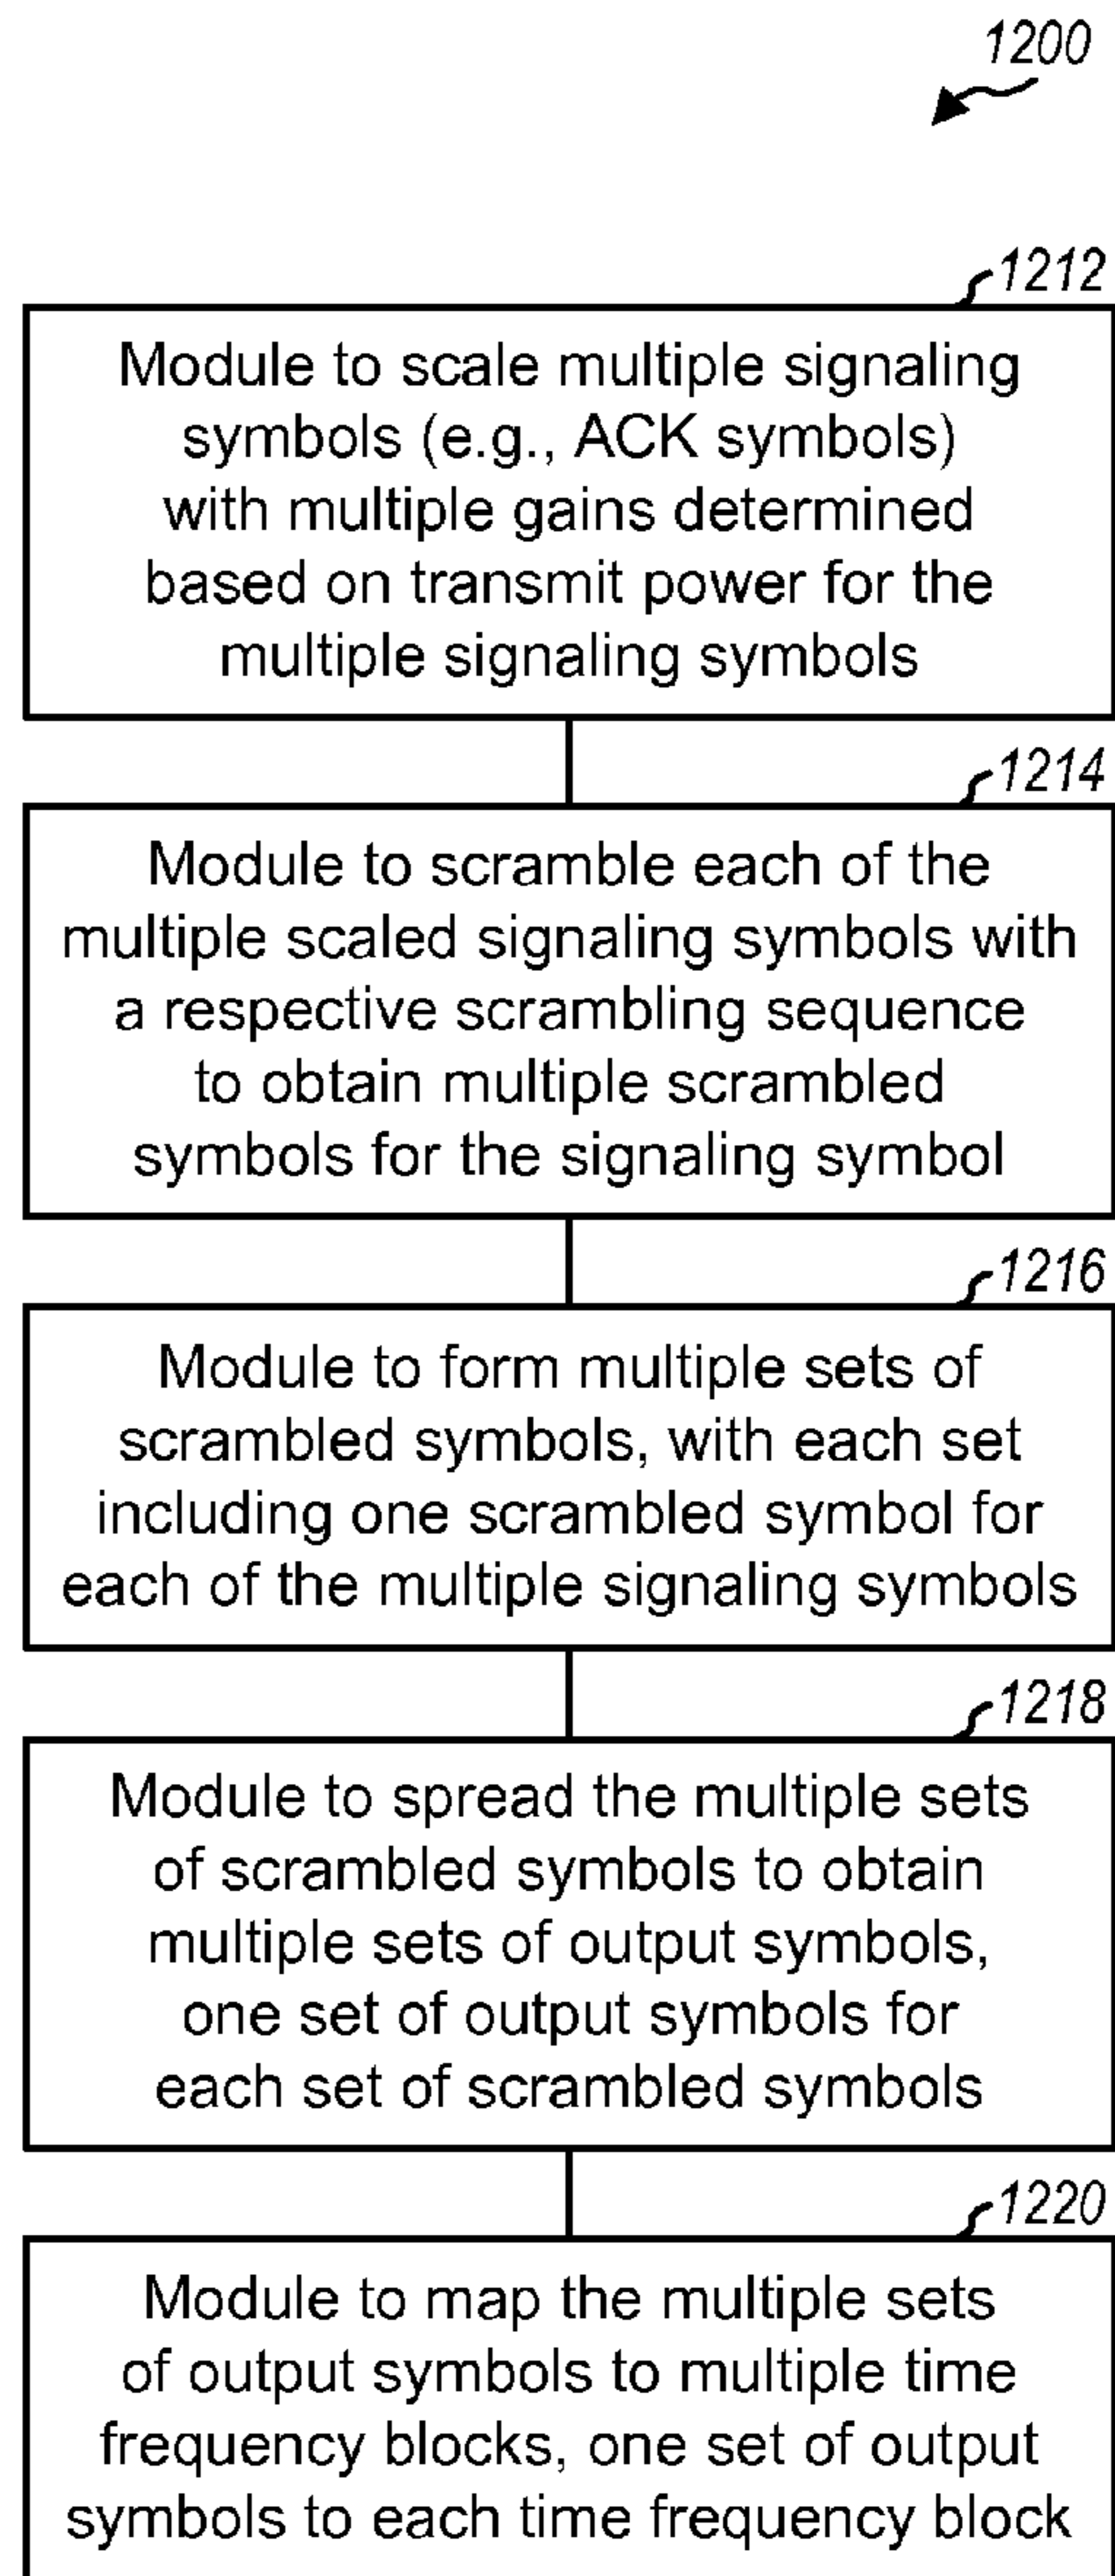 1200
1212
Module to scale multiple signaling
symbols (e.g., ACK symbols)
with multiple gains determined
based on transmit power for the
multiple signaling symbols
1214
Module to scramble each of the
multiple scaled signaling symbols with
a respective scrambling sequence
to obtain multiple scrambled
symbols for the signaling symbol
1216
Module to form multiple sets of
scrambled symbols, with each set
including one scrambled symbol for
each of the multiple signaling symbols
1218
Module to spread the multiple sets
of scrambled symbols to obtain
multiple sets of output symbols,
one set of output symbols for
each set of scrambled symbols
1220
Module to map the multiple sets
of output symbols to multiple time
frequency blocks, one set of output
symbols to each time frequency block